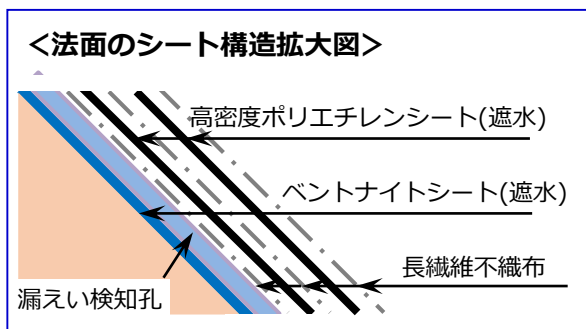 ＜法面のシート構造拡大図＞
高密度ポリエチレンシート(遮水)
ベントナイトシート(遮水)
長繊維不織布
漏えい検知孔